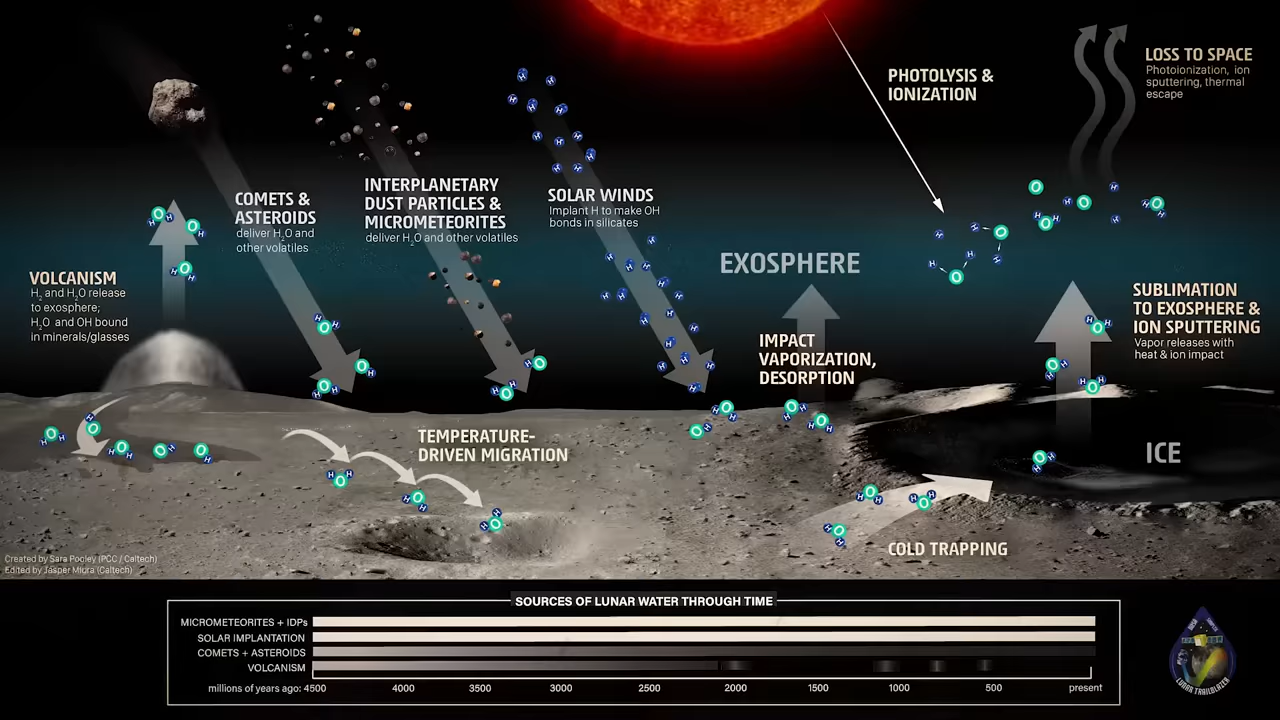 LOSS TO SPACE
Photoionization, ion
sputtering, thermal
escape
PHOTOLYSIS &
IONIZATION
INTERPLANETARY
DUST PARTICLES &
MICROMETEORITES
deliver H₂O and other volatiles
COMETS &
ASTEROIDS
deliver H₂O and
other volatiles
SOLAR WINDS
Implant H to make OH
bonds in silicates
VOLCANISM
H₂ and H₂O release
to exosphere;
H₂O and OH bound
in minerals/glasses
EXOSPHERE
SUBLIMATION
TO EXOSPHERE &
ION SPUTTERING
Vapor releases with
heat & ion impact
IMPACT
VAPORIZATION,
DESORPTION
TEMPERATURE-
DRIVEN MIGRATION
ICE
COLD TRAPPING
Created by Sara Pooley (PCC / Caltech)
Edited by Jasper Miura (Caltech)
SOURCES OF LUNAR WATER THROUGH TIME
MICROMETEORITES + IDPs
SOLAR IMPLANTATION
COMETS + ASTEROIDS
VOLCANISM
millions of years ago: 4500 4000 3500 3000 2500 2000 1500 1000 500 present
LUNAR TRAILBLAZER